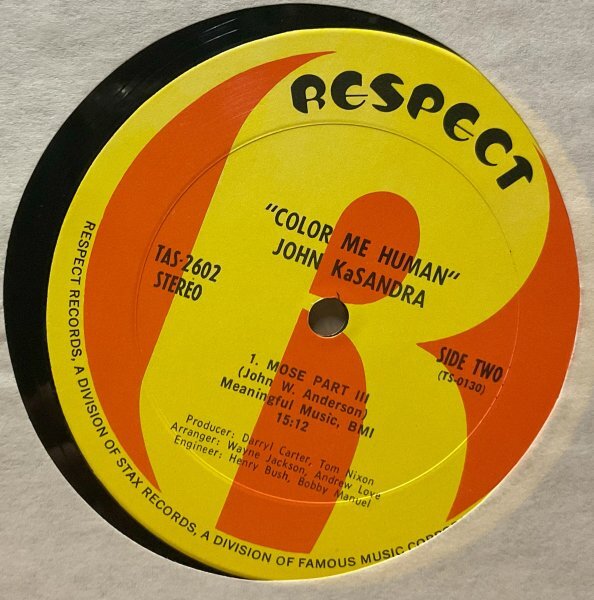 RESPECT
"COLOR ME HUMAN"
JOHN KaSANDRA
TAS-2602
STEREO
SIDE TWO
(TS-0130)
1. MOSE PART III
(John W. Anderson)
Meaningful Music, BMI
15:12
Producer: Darryl Carter, Tom Nixon
Arranger: Wayne Jackson, Andrew Love
Engineer: Henry Bush, Bobby Manuel
RESPECT RECORDS, A DIVISION OF STAX RECORDS, A DIVISION OF FAMOUS MUSIC